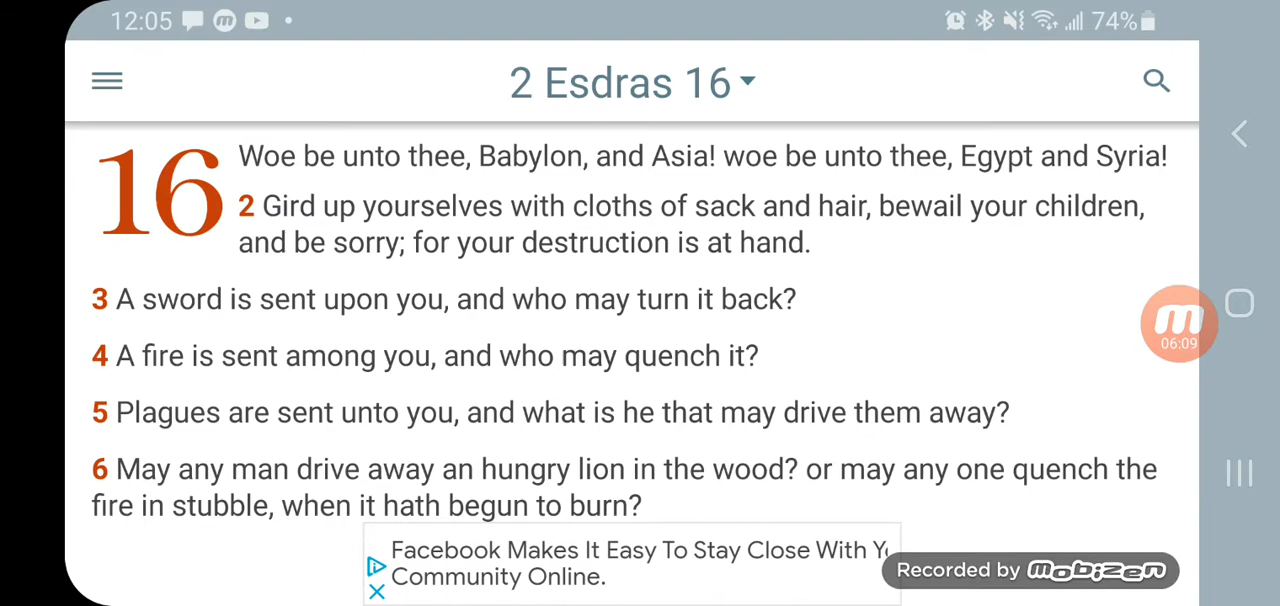 12:05 74%
2 Esdras 16
16 Woe be unto thee, Babylon, and Asia! woe be unto thee, Egypt and Syria!
2 Gird up yourselves with cloths of sack and hair, bewail your children,
and be sorry; for your destruction is at hand.
3 A sword is sent upon you, and who may turn it back?
4 A fire is sent among you, and who may quench it?
06:09
5 Plagues are sent unto you, and what is he that may drive them away?
6 May any man drive away an hungry lion in the wood? or may any one quench the
fire in stubble, when it hath begun to burn?
Facebook Makes It Easy To Stay Close With
Community Online.
Recorded by mobizen